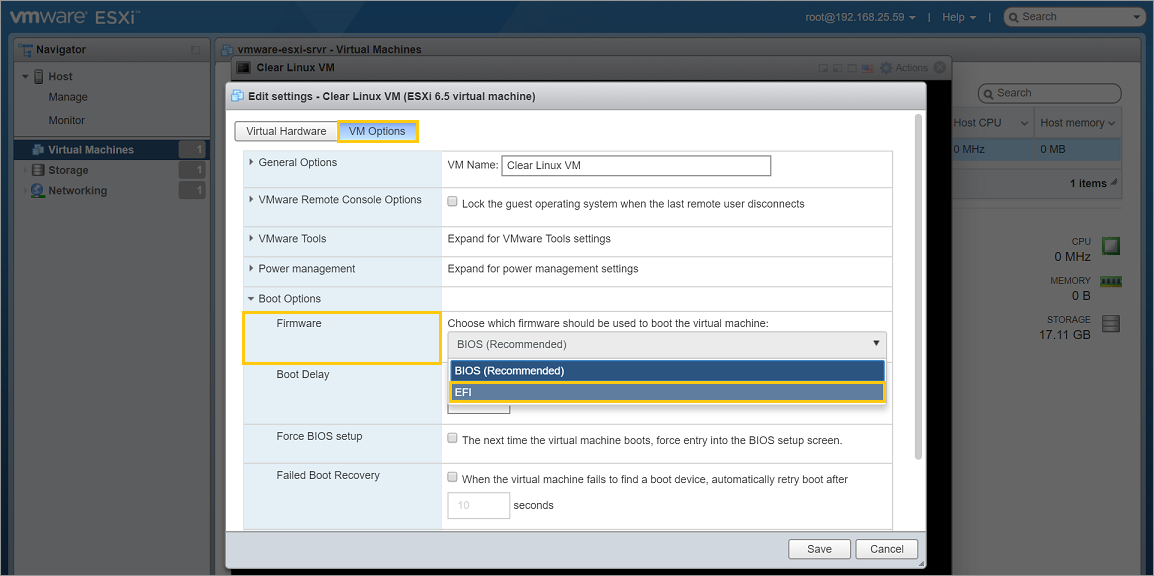 vmware ESXi™
root@192.168.25.59 | Help | Search
Navigator
vmware-esxi-srvr - Virtual Machines
Host
Manage
Monitor
Virtual Machines 1
Storage 1
Networking 1
Clear Linux VM
Actions
Search
Host CPU Host memory
0 MHz 0 MB
1 items
CPU
0 MHz
MEMORY
0 B
STORAGE
17.11 GB
Edit settings - Clear Linux VM (ESXi 6.5 virtual machine)
Virtual Hardware VM Options
General Options VM Name: Clear Linux VM
VMware Remote Console Options Lock the guest operating system when the last remote user disconnects
VMware Tools Expand for VMware Tools settings
Power management Expand for power management settings
Boot Options
Firmware Choose which firmware should be used to boot the virtual machine:
BIOS (Recommended)
BIOS (Recommended)
EFI
Boot Delay
Force BIOS setup The next time the virtual machine boots, force entry into the BIOS setup screen.
Failed Boot Recovery When the virtual machine fails to find a boot device, automatically retry boot after
10 seconds
Save Cancel